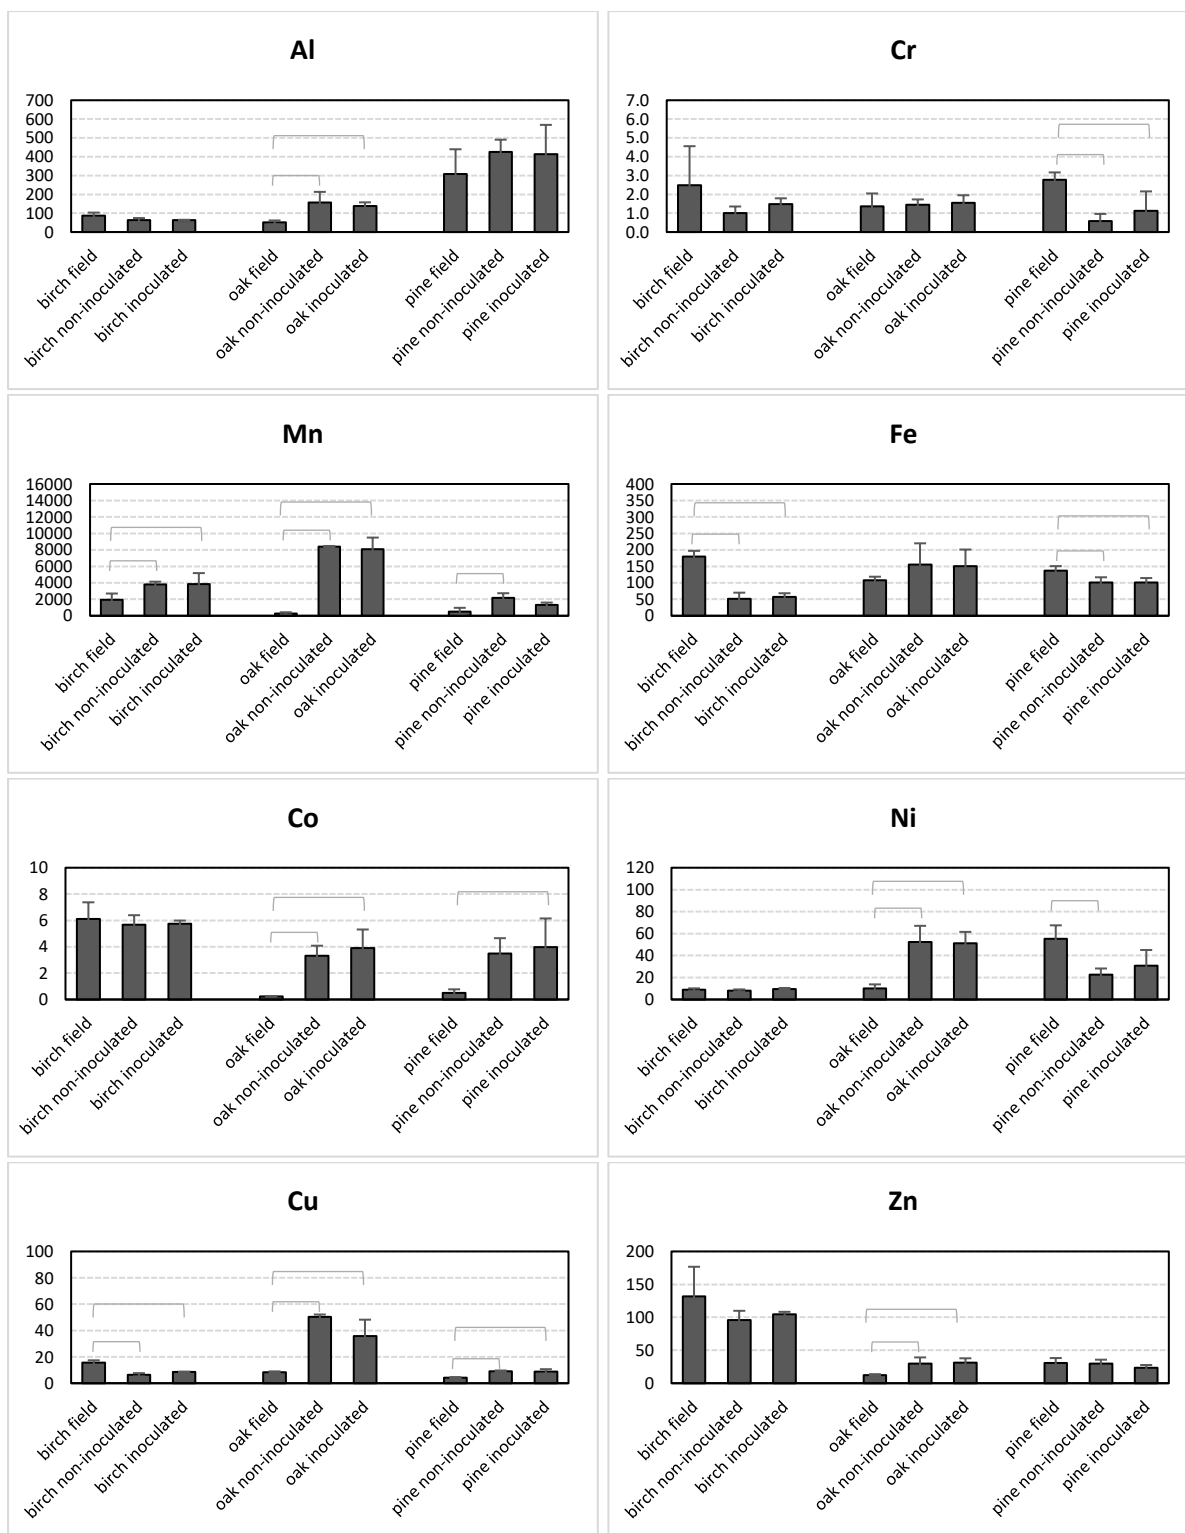 Al
700
600
500
400
300
200
100
0
birch field
birch non-inoculated
birch inoculated
oak field
oak non-inoculated
oak inoculated
pine field
pine non-inoculated
pine inoculated
Cr
7.0
6.0
5.0
4.0
3.0
2.0
1.0
0.0
birch field
birch non-inoculated
birch inoculated
oak field
oak non-inoculated
oak inoculated
pine field
pine non-inoculated
pine inoculated
Mn
16000
14000
12000
10000
8000
6000
4000
2000
0
birch field
birch non-inoculated
birch inoculated
oak field
oak non-inoculated
oak inoculated
pine field
pine non-inoculated
pine inoculated
Fe
400
350
300
250
200
150
100
50
0
birch field
birch non-inoculated
birch inoculated
oak field
oak non-inoculated
oak inoculated
pine field
pine non-inoculated
pine inoculated
Co
10
8
6
4
2
0
birch field
birch non-inoculated
birch inoculated
oak field
oak non-inoculated
oak inoculated
pine field
pine non-inoculated
pine inoculated
Ni
120
100
80
60
40
20
0
birch field
birch non-inoculated
birch inoculated
oak field
oak non-inoculated
oak inoculated
pine field
pine non-inoculated
pine inoculated
Cu
100
80
60
40
20
0
birch field
birch non-inoculated
birch inoculated
oak field
oak non-inoculated
oak inoculated
pine field
pine non-inoculated
pine inoculated
Zn
200
150
100
50
0
birch field
birch non-inoculated
birch inoculated
oak field
oak non-inoculated
oak inoculated
pine field
pine non-inoculated
pine inoculated